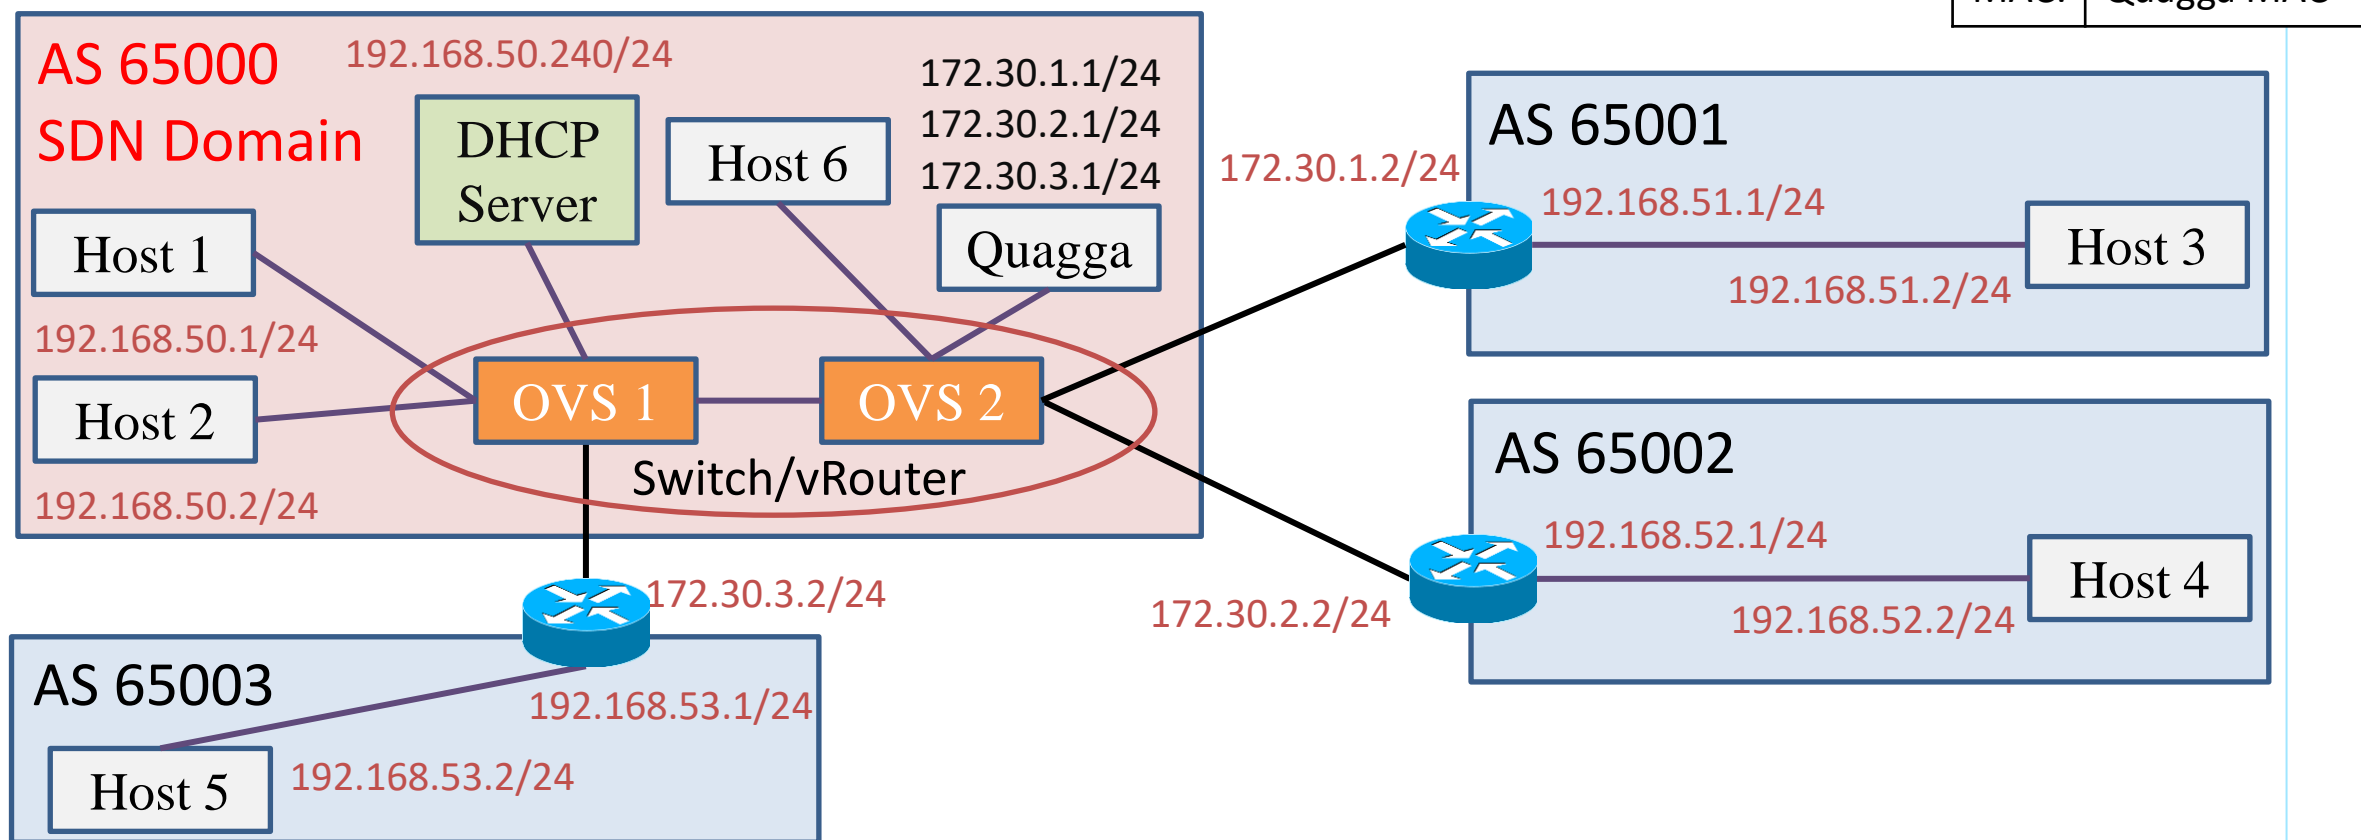 MAC:
Quagga MAC
AS 65000
SDN Domain
192.168.50.240/24
172.30.1.1/24
172.30.2.1/24
172.30.3.1/24
DHCP
Server
Host 6
Quagga
Host 1
192.168.50.1/24
Host 2
192.168.50.2/24
OVS 1
OVS 2
Switch/vRouter
172.30.1.2/24
AS 65001
192.168.51.1/24
Host 3
192.168.51.2/24
AS 65002
192.168.52.1/24
Host 4
172.30.2.2/24
192.168.52.2/24
172.30.3.2/24
AS 65003
192.168.53.1/24
Host 5
192.168.53.2/24